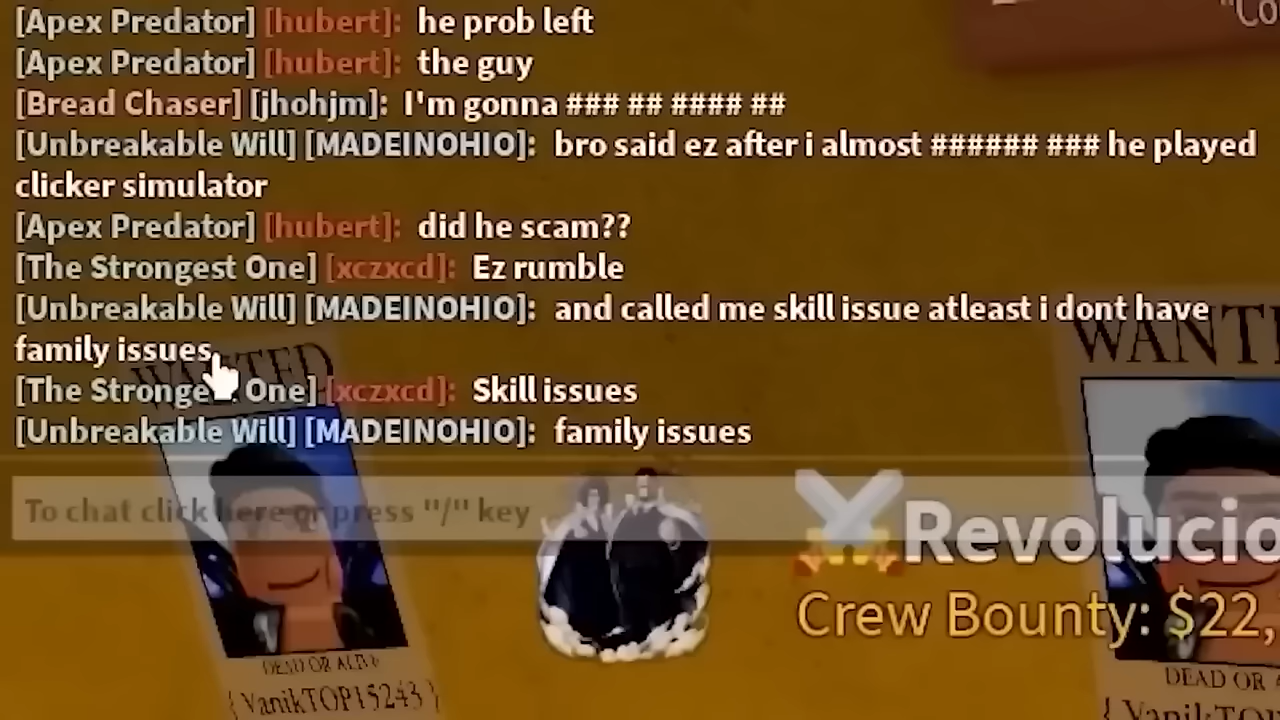 [Apex Predator] [hubert]: he prob left
"Co
[Apex Predator] [hubert]: the guy
[Bread Chaser] [jhohjm]: I'm gonna ### ## #### ##
[Unbreakable Will] [MADEINOHIO]: bro said ez after i almost ###### ### he played
clicker simulator
[Apex Predator] [hubert]: did he scam??
[The Strongest One] [xczxcd]: Ez rumble
[Unbreakable Will] [MADEINOHIO]: and called me skill issue atleast i dont have
family issues
WANTED
WANT
[The Stronge One] [xczxcd]: Skill issues
[Unbreakable Will] [MADEINOHIO]: family issues
To chat click here or press "/" key
Revolucio
Crew Bounty: $22,
DEAD OR ALIVE
{ VanikTOP15243 }
DEAD OR A
{ VanikTOP